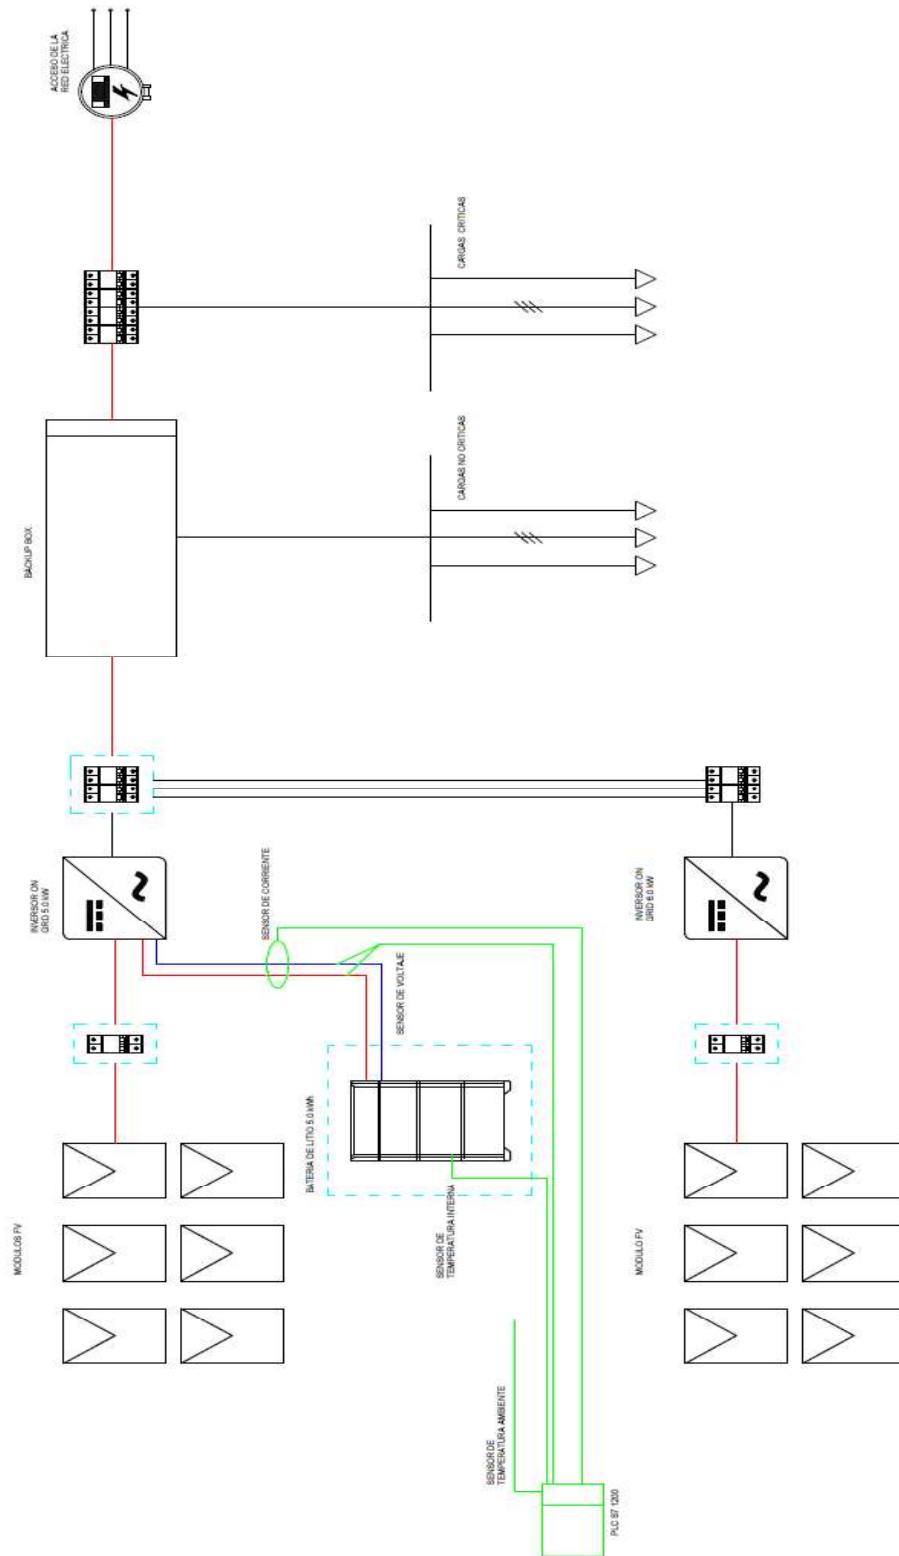 ACCESO DE LA
RED ELECTRICA
CARGAS CRITICAS
BACKUP BOX
CARGAS NO CRITICAS
INVERSOR ON
GRID 5.0 kW
INVERSOR ON
GRID 6.0 kW
SENSOR DE CORRIENTE
SENSOR DE VOLTAJE
BATERIA DE LITIO 5.0 kWh
SENSOR DE
TEMPERATURA INTERNA
MODULOS FV
MODULO FV
SENSOR DE
TEMPERATURA AMBIENTE
PLC S7 1200